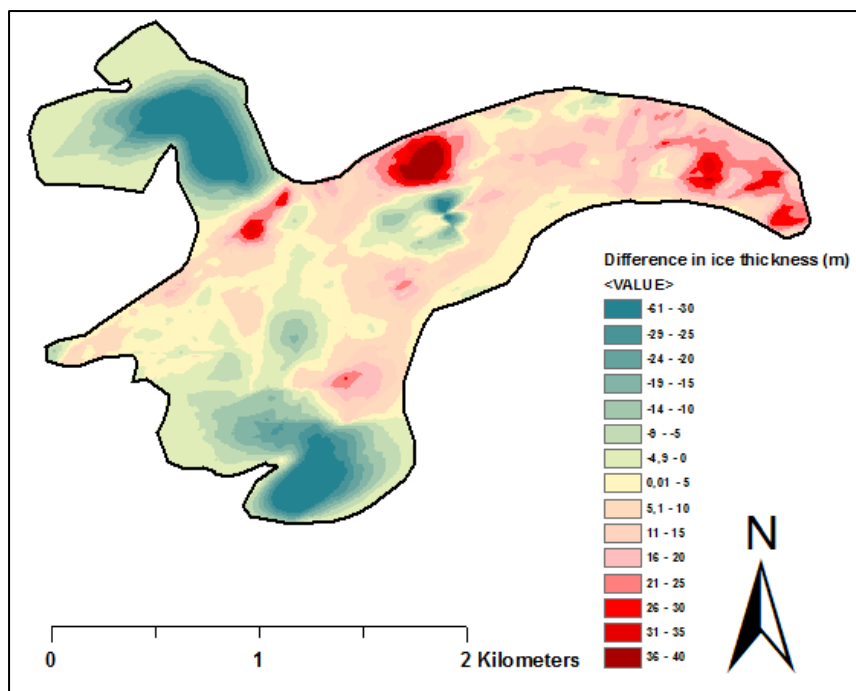 Difference in ice thickness (m)
<VALUE>
-61 - -30
-29 - -25
-24 - -20
-19 - -15
-14 - -10
-9 - -5
-4,9 - 0
0,01 - 5
5,1 - 10
11 - 15
16 - 20
21 - 25
26 - 30
31 - 35
36 - 40
N
0 1 2 Kilometers